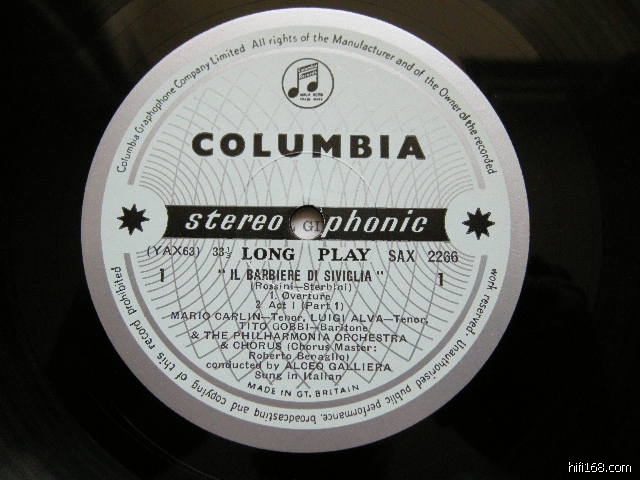 Columbia Graphophone Company Limited. All rights of the Manufacturer and of the Owner of the recorded work reserved. Unauthorised public performance, broadcasting and copying of this record prohibited
COLUMBIA
stereo GI phonic
(YAX63) 33⅓ LONG PLAY SAX 2266
1 " IL BARBIERE DI SIVIGLIA " 1
(Rossini—Sterbini)
1. Overture
2. Act I (Part 1)
MARIO CARLIN—Tenor, LUIGI ALVA—Tenor,
TITO GOBBI—Baritone
& THE PHILHARMONIA ORCHESTRA
& CHORUS (Chorus Master:
Roberto Benaglio)
conducted by ALCEO GALLIERA
Sung in Italian
MADE IN GT. BRITAIN
hifi168.com